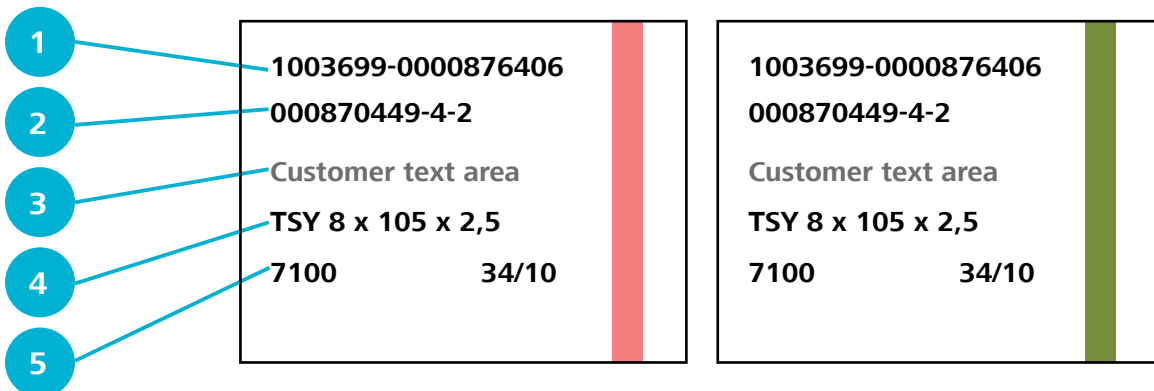 1
2
3
4
5
1003699-0000876406
000870449-4-2
Customer text area
TSY 8 x 105 x 2,5
7100 34/10
1003699-0000876406
000870449-4-2
Customer text area
TSY 8 x 105 x 2,5
7100 34/10